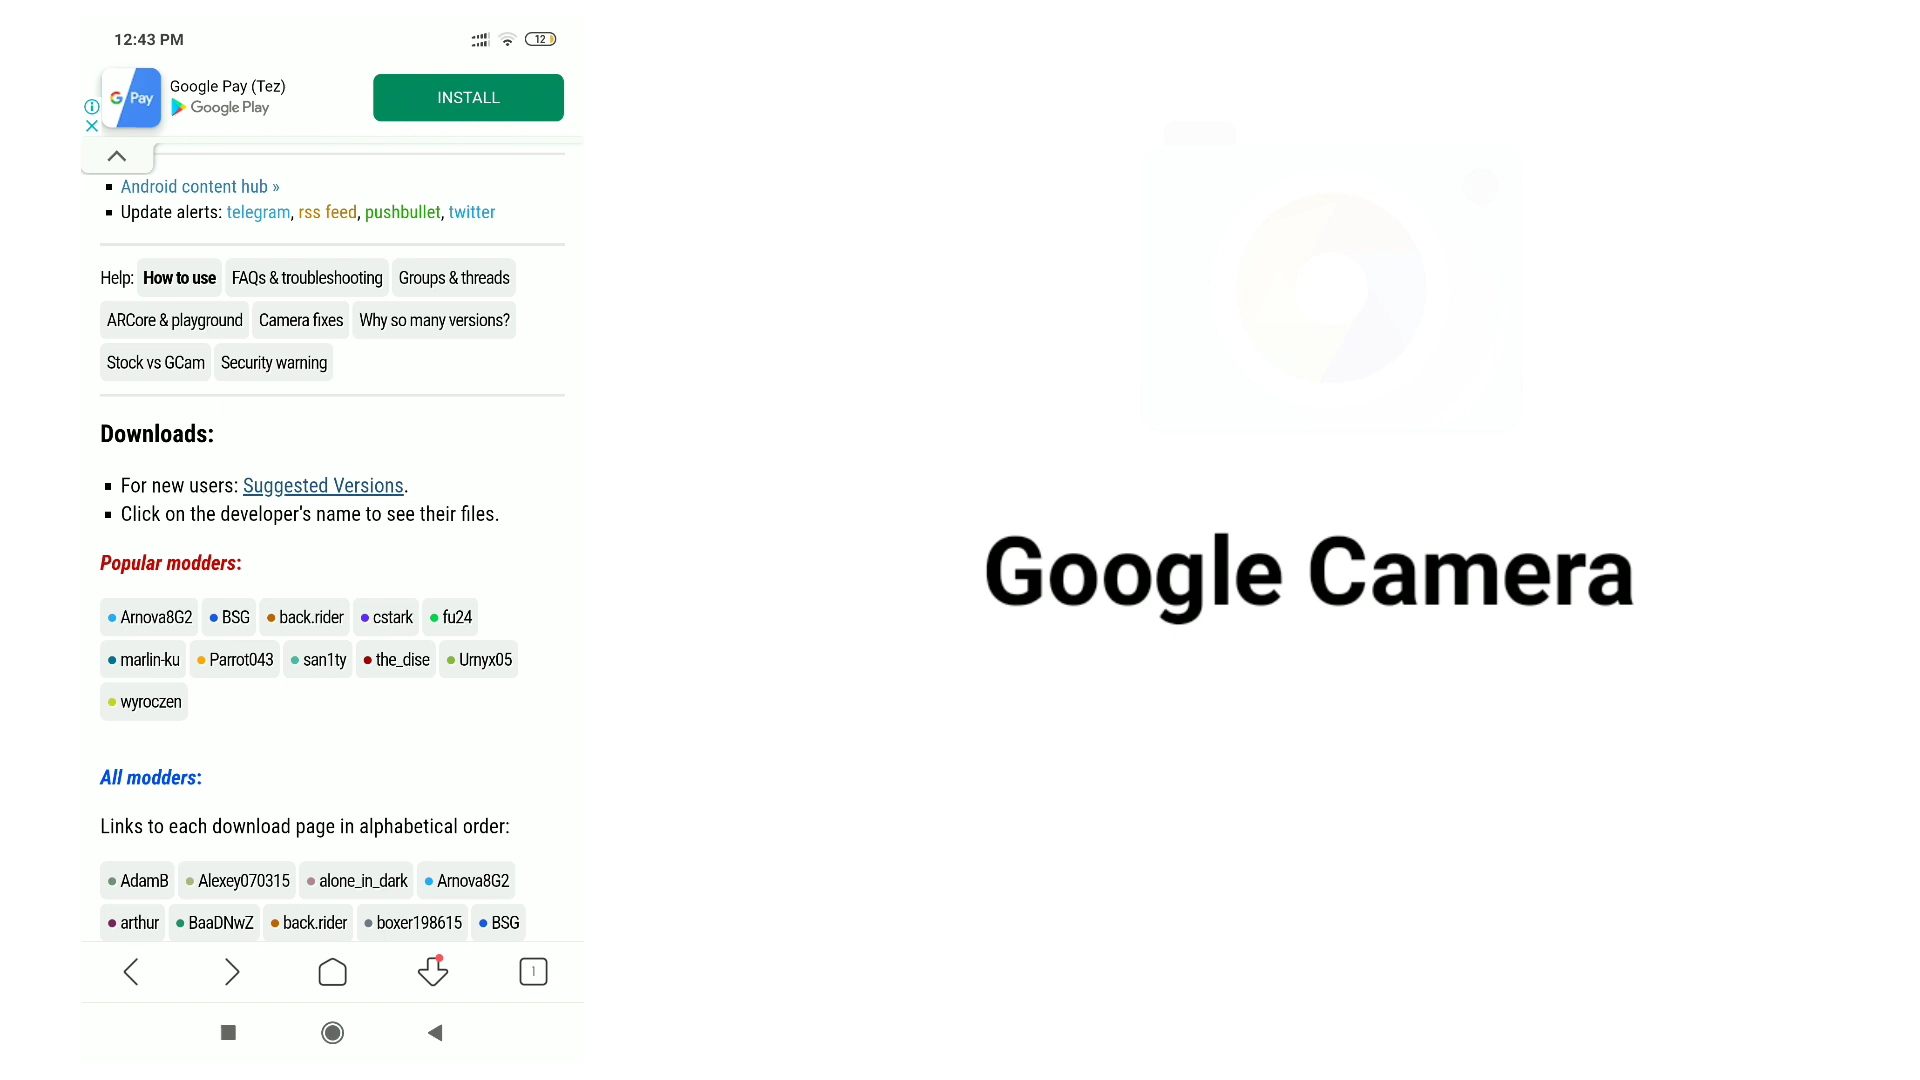 12:43 PM
12
G Pay
Google Pay (Tez)
Google Play
INSTALL
Android content hub »
Update alerts: telegram, rss feed, pushbullet, twitter
Help: How to use FAQs & troubleshooting Groups & threads
ARCore & playground Camera fixes Why so many versions?
Stock vs GCam Security warning
Downloads:
For new users: Suggested Versions.
Click on the developer's name to see their files.
Popular modders:
Arnova8G2 BSG back.rider cstark fu24
marlin-ku Parrot043 san1ty the_dise Urnyx05
wyroczen
All modders:
Links to each download page in alphabetical order:
AdamB Alexey070315 alone_in_dark Arnova8G2
arthur BaaDNwZ back.rider boxer198615 BSG
1
Google Camera